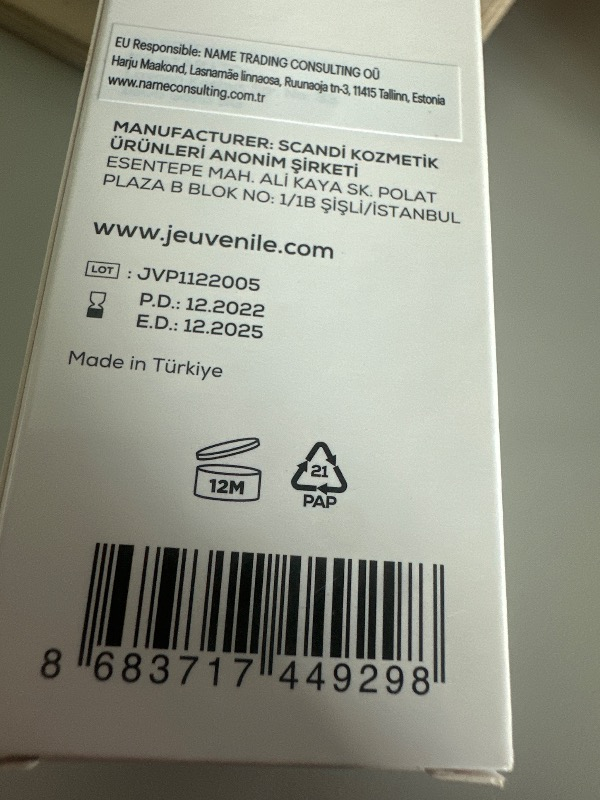 EU Responsible: NAME TRADING CONSULTING OÜ
Harju Maakond, Lasnamäe linnaosa, Ruunaoja tn-3, 11415 Tallinn, Estonia
www.nameconsulting.com.tr
MANUFACTURER: SCANDI KOZMETİK
ÜRÜNLERİ ANONİM ŞİRKETİ
ESENTEPE MAH. ALİ KAYA SK. POLAT
PLAZA B BLOK NO: 1/1B ŞİŞLİ/İSTANBUL
www.jeuvenile.com
LOT : JVP1122005
P.D.: 12.2022
E.D.: 12.2025
Made in Türkiye
12M
21
PAP
8 683717 449298